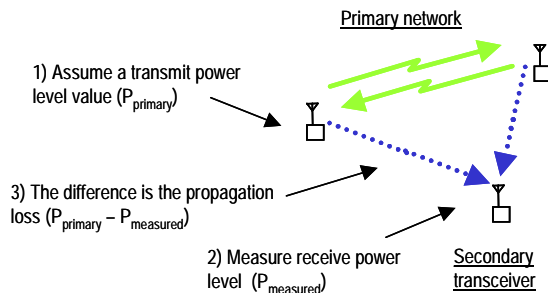 Primary network
1) Assume a transmit power
level value (Pprimary)
3) The difference is the propagation
loss (Pprimary – Pmeasured)
2) Measure receive power
level (Pmeasured)
Secondary
transceiver